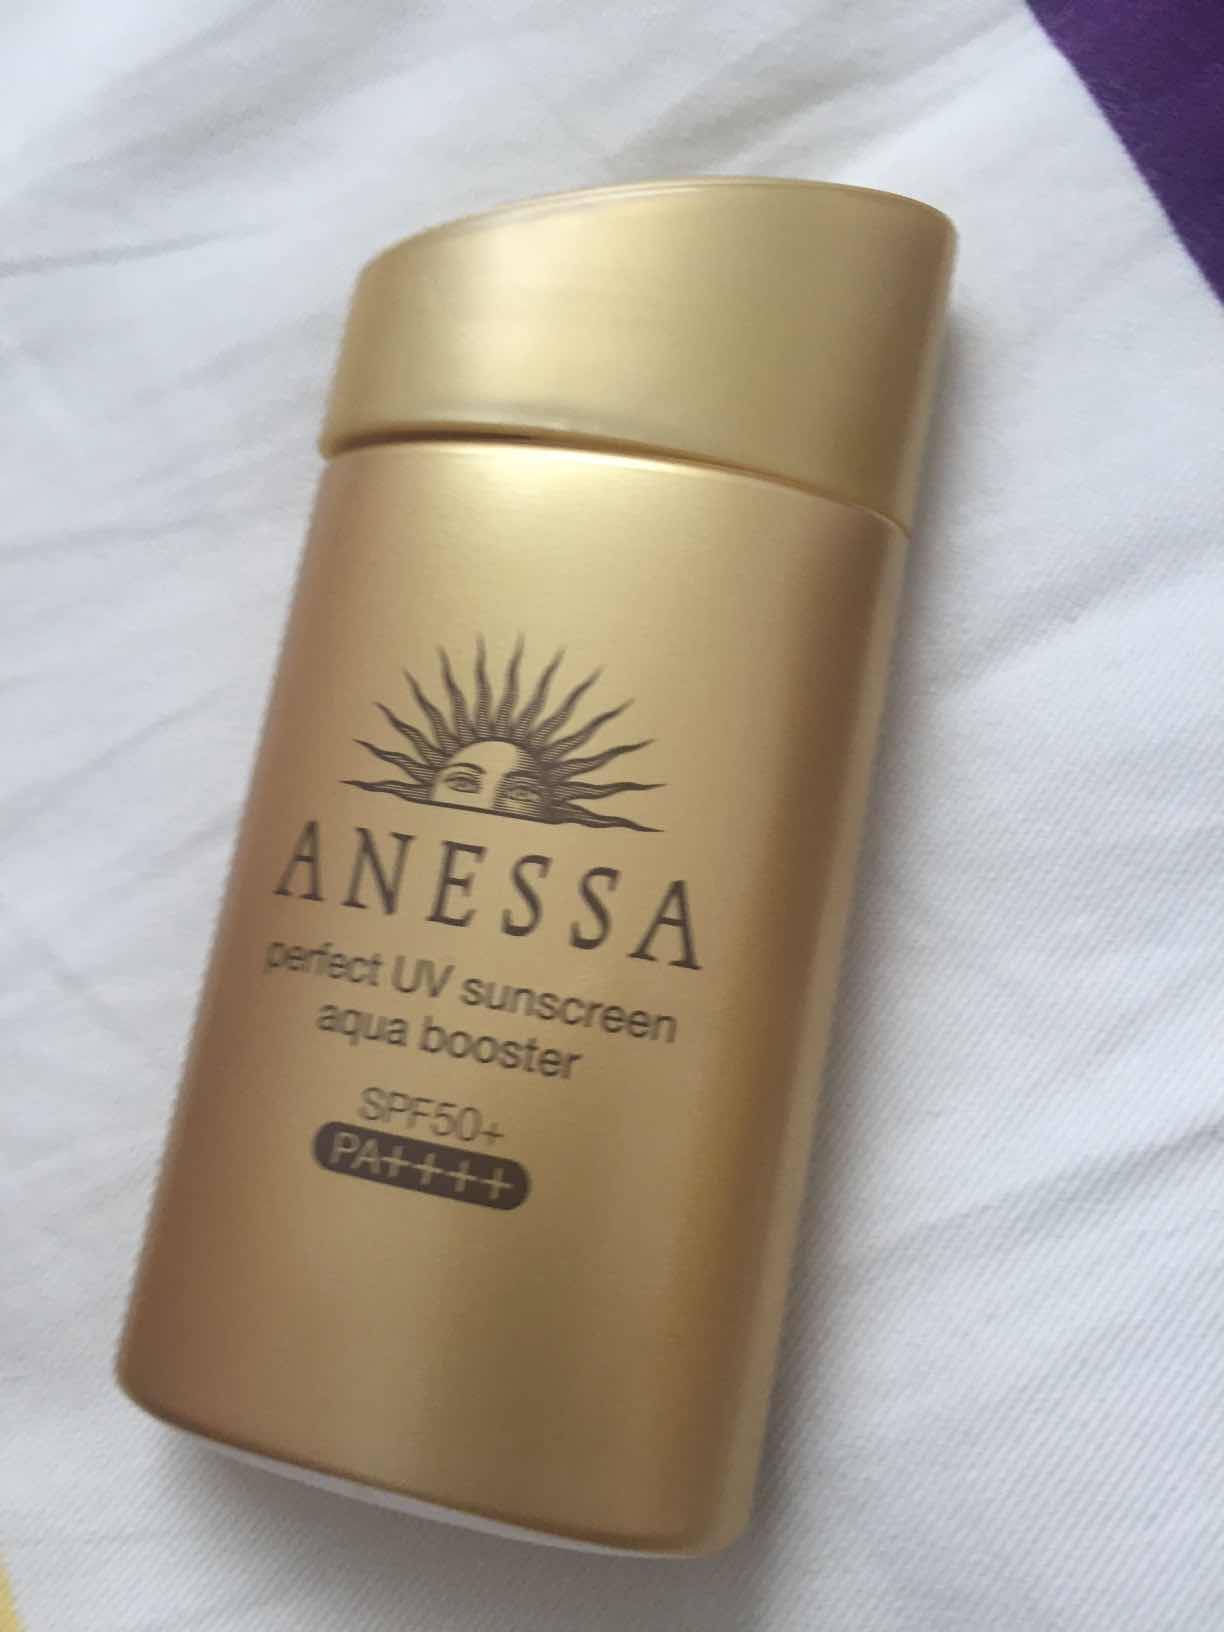 ANESSA
perfect UV sunscreen
aqua booster
SPF50+
PA++++